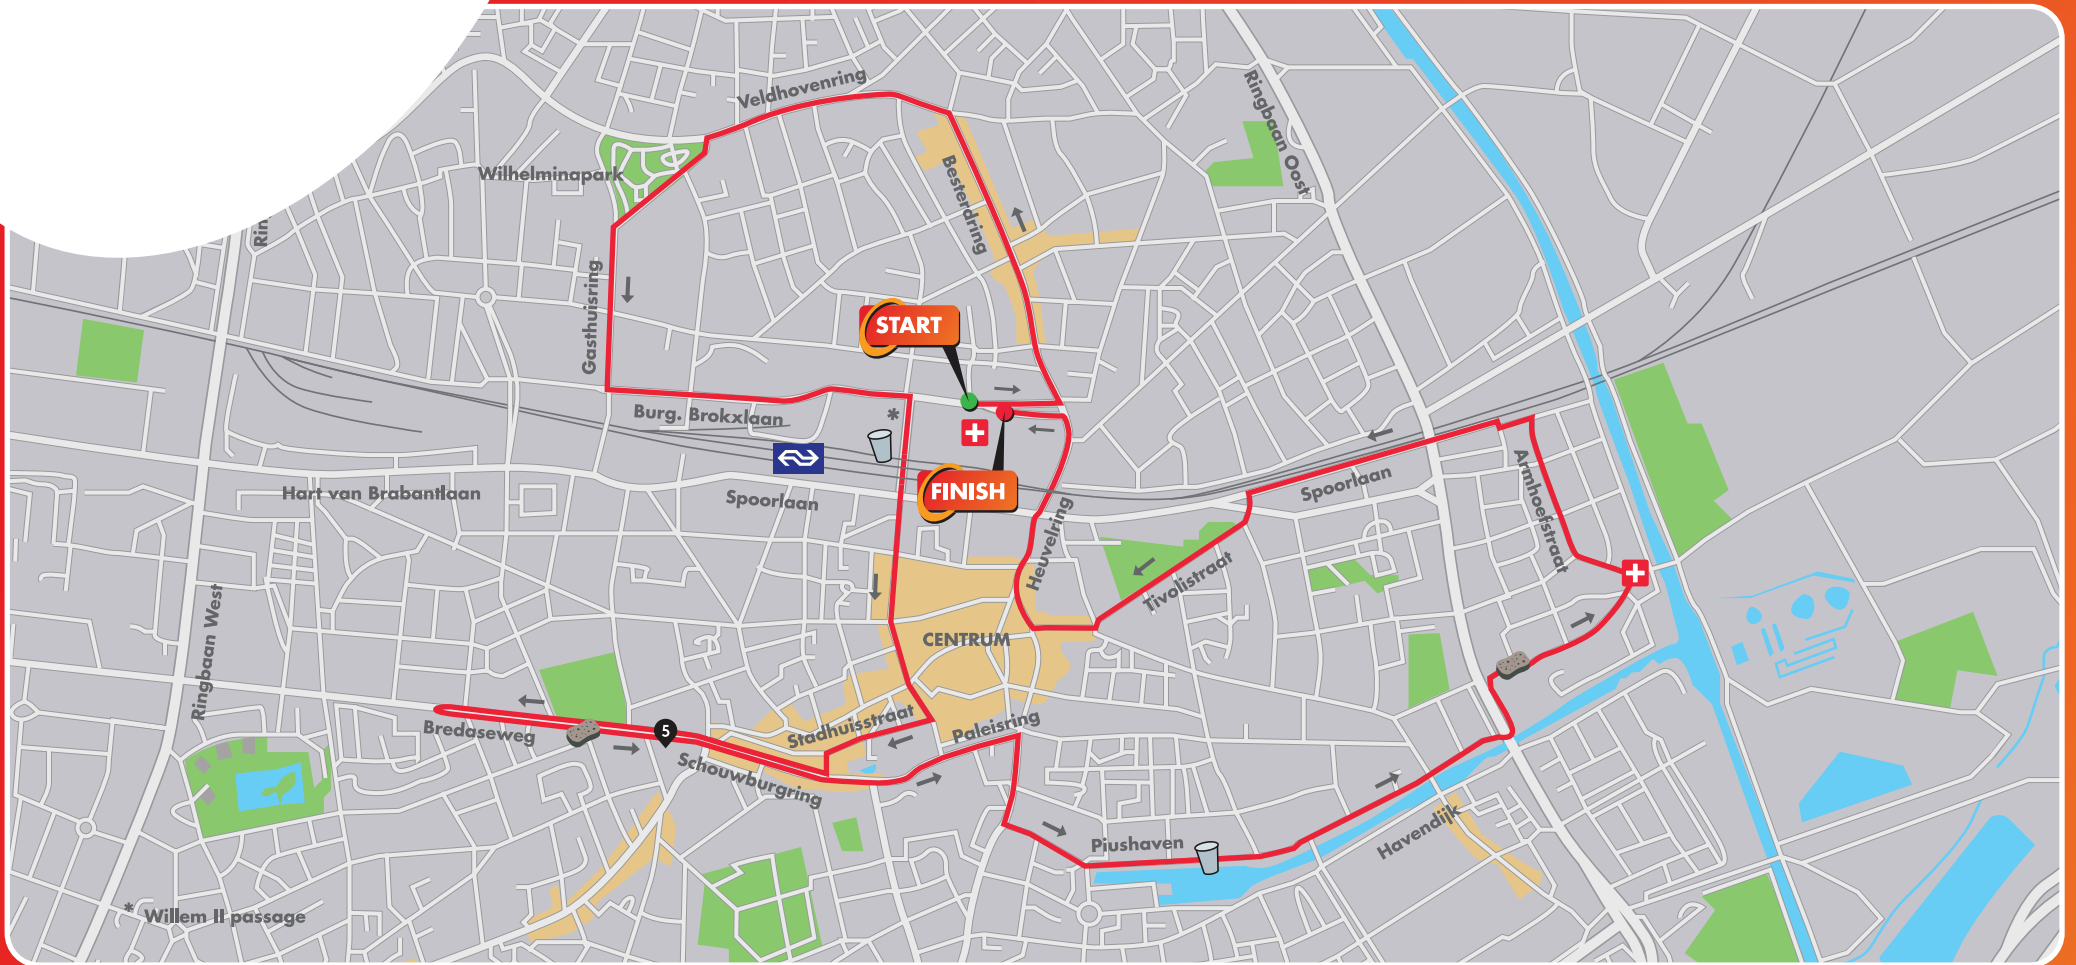 Veldhovenring
Ringbaan Oost
Wilhelminapark
Besterdring
Rin
Gasthuisring
START
Burg. Brokxlaan
*
Hart van Brabantlaan
Spoorlaan
FINISH
Spoorlaan
Armhoefstraat
Heuvelring
Tivolistraat
CENTRUM
Ringbaan West
Bredaseweg
5
Stadhuisstraat
Paleisring
Schouwburgring
Piushaven
Havendijk
* Willem II passage